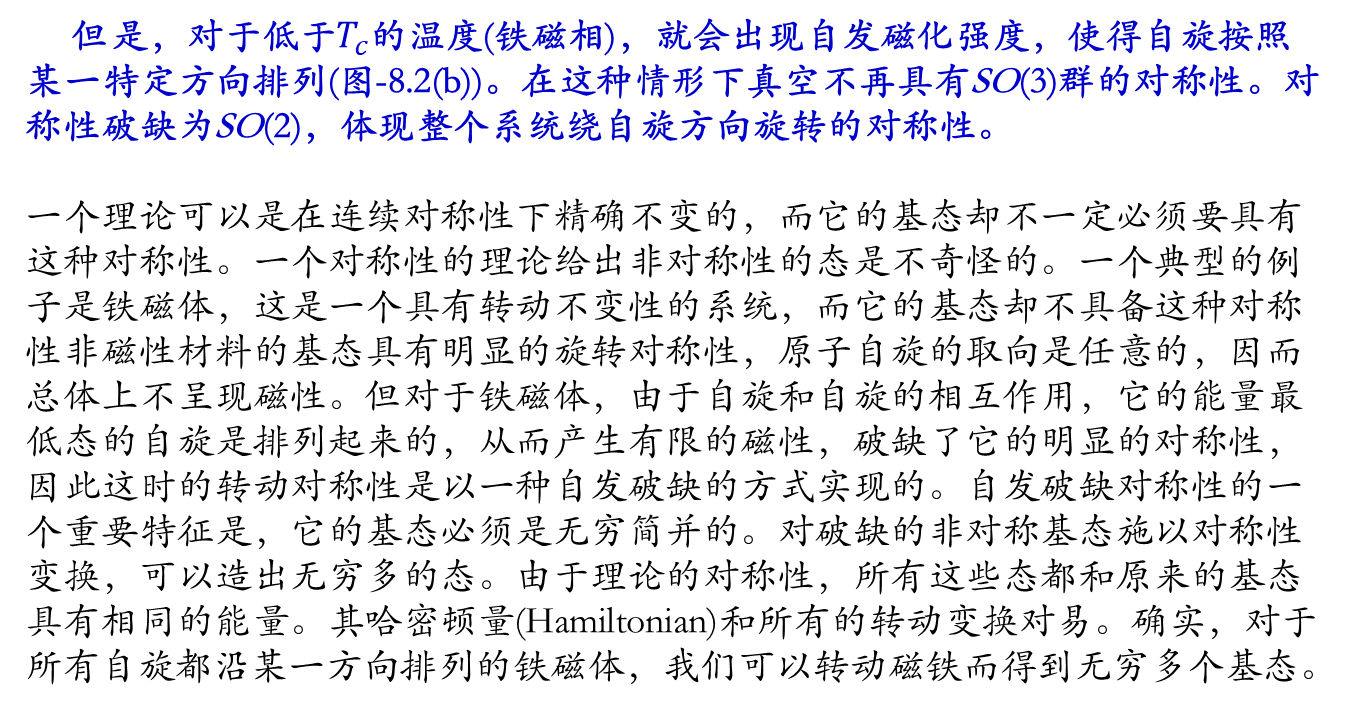 但是，对于低于Tc的温度(铁磁相)，就会出现自发磁化强度，使得自旋按照
某一特定方向排列(图-8.2(b))。在这种情形下真空不再具有SO(3)群的对称性。对
称性破缺为SO(2)，体现整个系统绕自旋方向旋转的对称性。
一个理论可以是在连续对称性下精确不变的，而它的基态却不一定必须要具有
这种对称性。一个对称性的理论给出非对称性的态是不奇怪的。一个典型的例
子是铁磁体，这是一个具有转动不变性的系统，而它的基态却不具备这种对称
性非磁性材料的基态具有明显的旋转对称性，原子自旋的取向是任意的，因而
总体上不呈现磁性。但对于铁磁体，由于自旋和自旋的相互作用，它的能量最
低态的自旋是排列起来的，从而产生有限的磁性，破缺了它的明显的对称性，
因此这时的转动对称性是以一种自发破缺的方式实现的。自发破缺对称性的一
个重要特征是，它的基态必须是无穷简并的。对破缺的非对称基态施以对称性
变换，可以造出无穷多的态。由于理论的对称性，所有这些态都和原来的基态
具有相同的能量。其哈密顿量(Hamiltonian)和所有的转动变换对易。确实，对于
所有自旋都沿某一方向排列的铁磁体，我们可以转动磁铁而得到无穷多个基态。